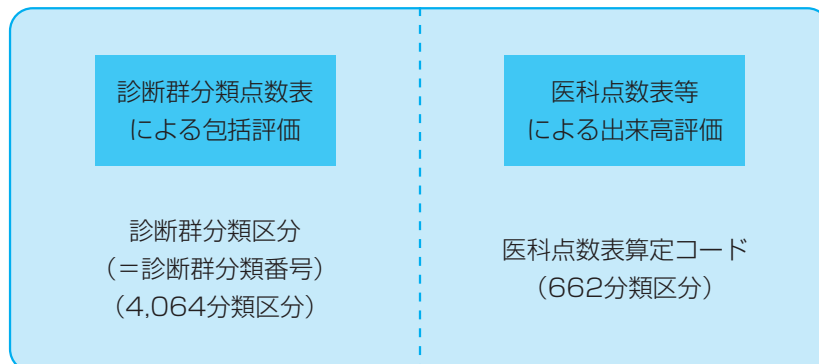 診断群分類点数表
による包括評価
診断群分類区分
（＝診断群分類番号）
（4,064分類区分）
医科点数表等
による出来高評価
医科点数表算定コード
（662分類区分）